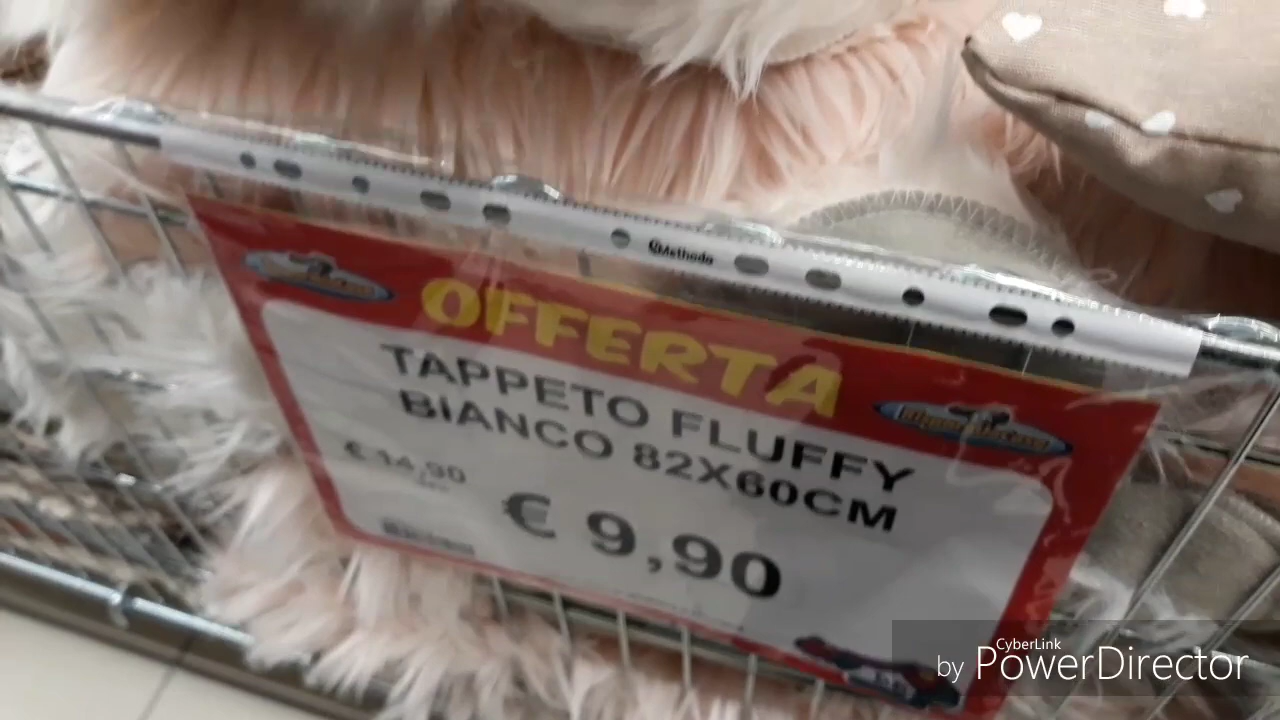 Methodo
OFFERTA
TAPPETO FLUFFY
BIANCO 82X60CM
€ 14,90
€ 9,90
CyberLink
by PowerDirector